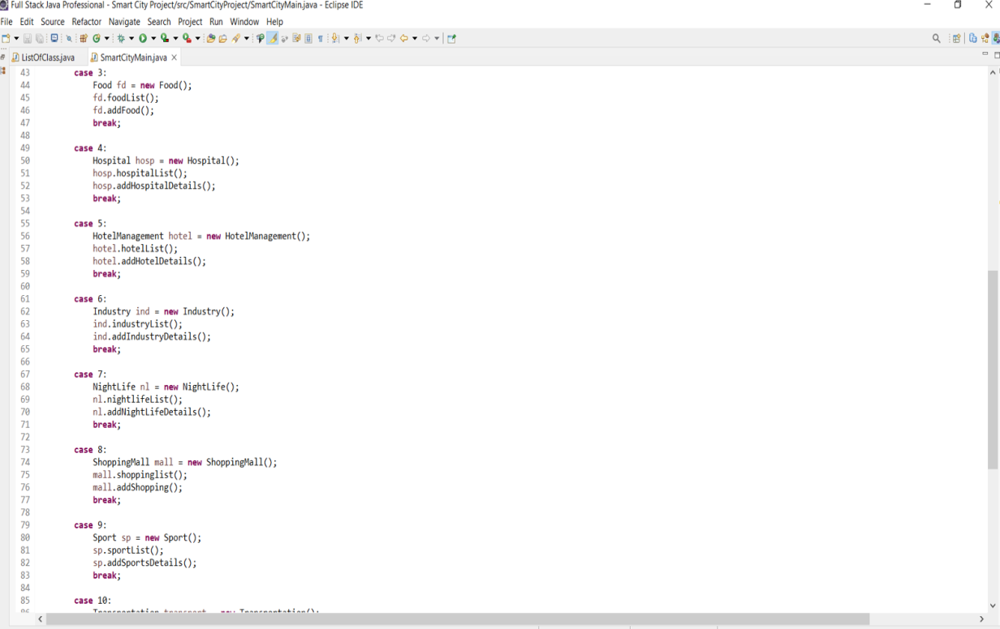 Full Stack Java Professional - Smart City Project/src/SmartCityProject/SmartCityMain.java - Eclipse IDE
File Edit Source Refactor Navigate Search Project Run Window Help
ListOfClass.java SmartCityMain.java
43 case 3:
44 Food fd = new Food();
45 fd.foodList();
46 fd.addFood();
47 break;
48
49 case 4:
50 Hospital hosp = new Hospital();
51 hosp.hospitalList();
52 hosp.addHospitalDetails();
53 break;
54
55 case 5:
56 HotelManagement hotel = new HotelManagement();
57 hotel.hotelList();
58 hotel.addHotelDetails();
59 break;
60
61 case 6:
62 Industry ind = new Industry();
63 ind.industryList();
64 ind.addIndustryDetails();
65 break;
66
67 case 7:
68 NightLife nl = new NightLife();
69 nl.nightlifeList();
70 nl.addNightLifeDetails();
71 break;
72
73 case 8:
74 ShoppingMall mall = new ShoppingMall();
75 mall.shoppinglist();
76 mall.addShopping();
77 break;
78
79 case 9:
80 Sport sp = new Sport();
81 sp.sportList();
82 sp.addSportsDetails();
83 break;
84
85 case 10:
86 Transportation transport = new Transportation();